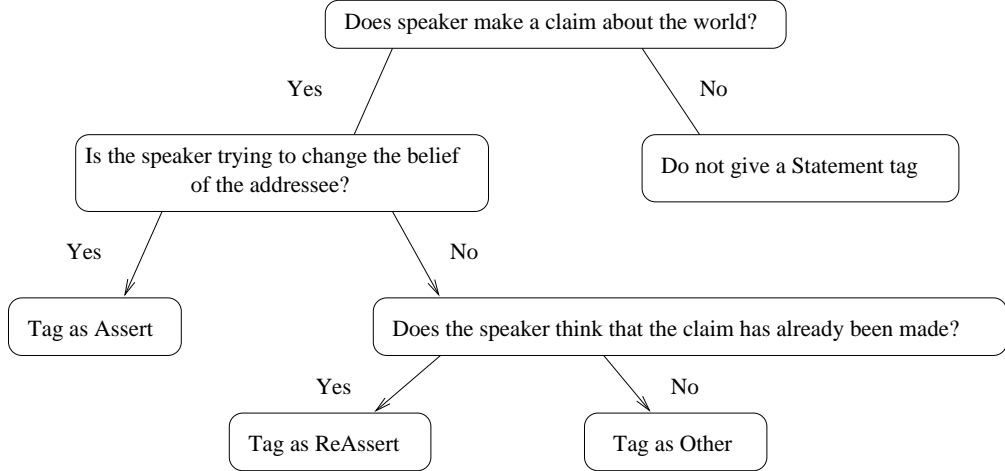 Does speaker make a claim about the world?
Yes
No
Is the speaker trying to change the belief
of the addressee?
Do not give a Statement tag
Yes
No
Tag as Assert
Does the speaker think that the claim has already been made?
Yes
No
Tag as ReAssert
Tag as Other